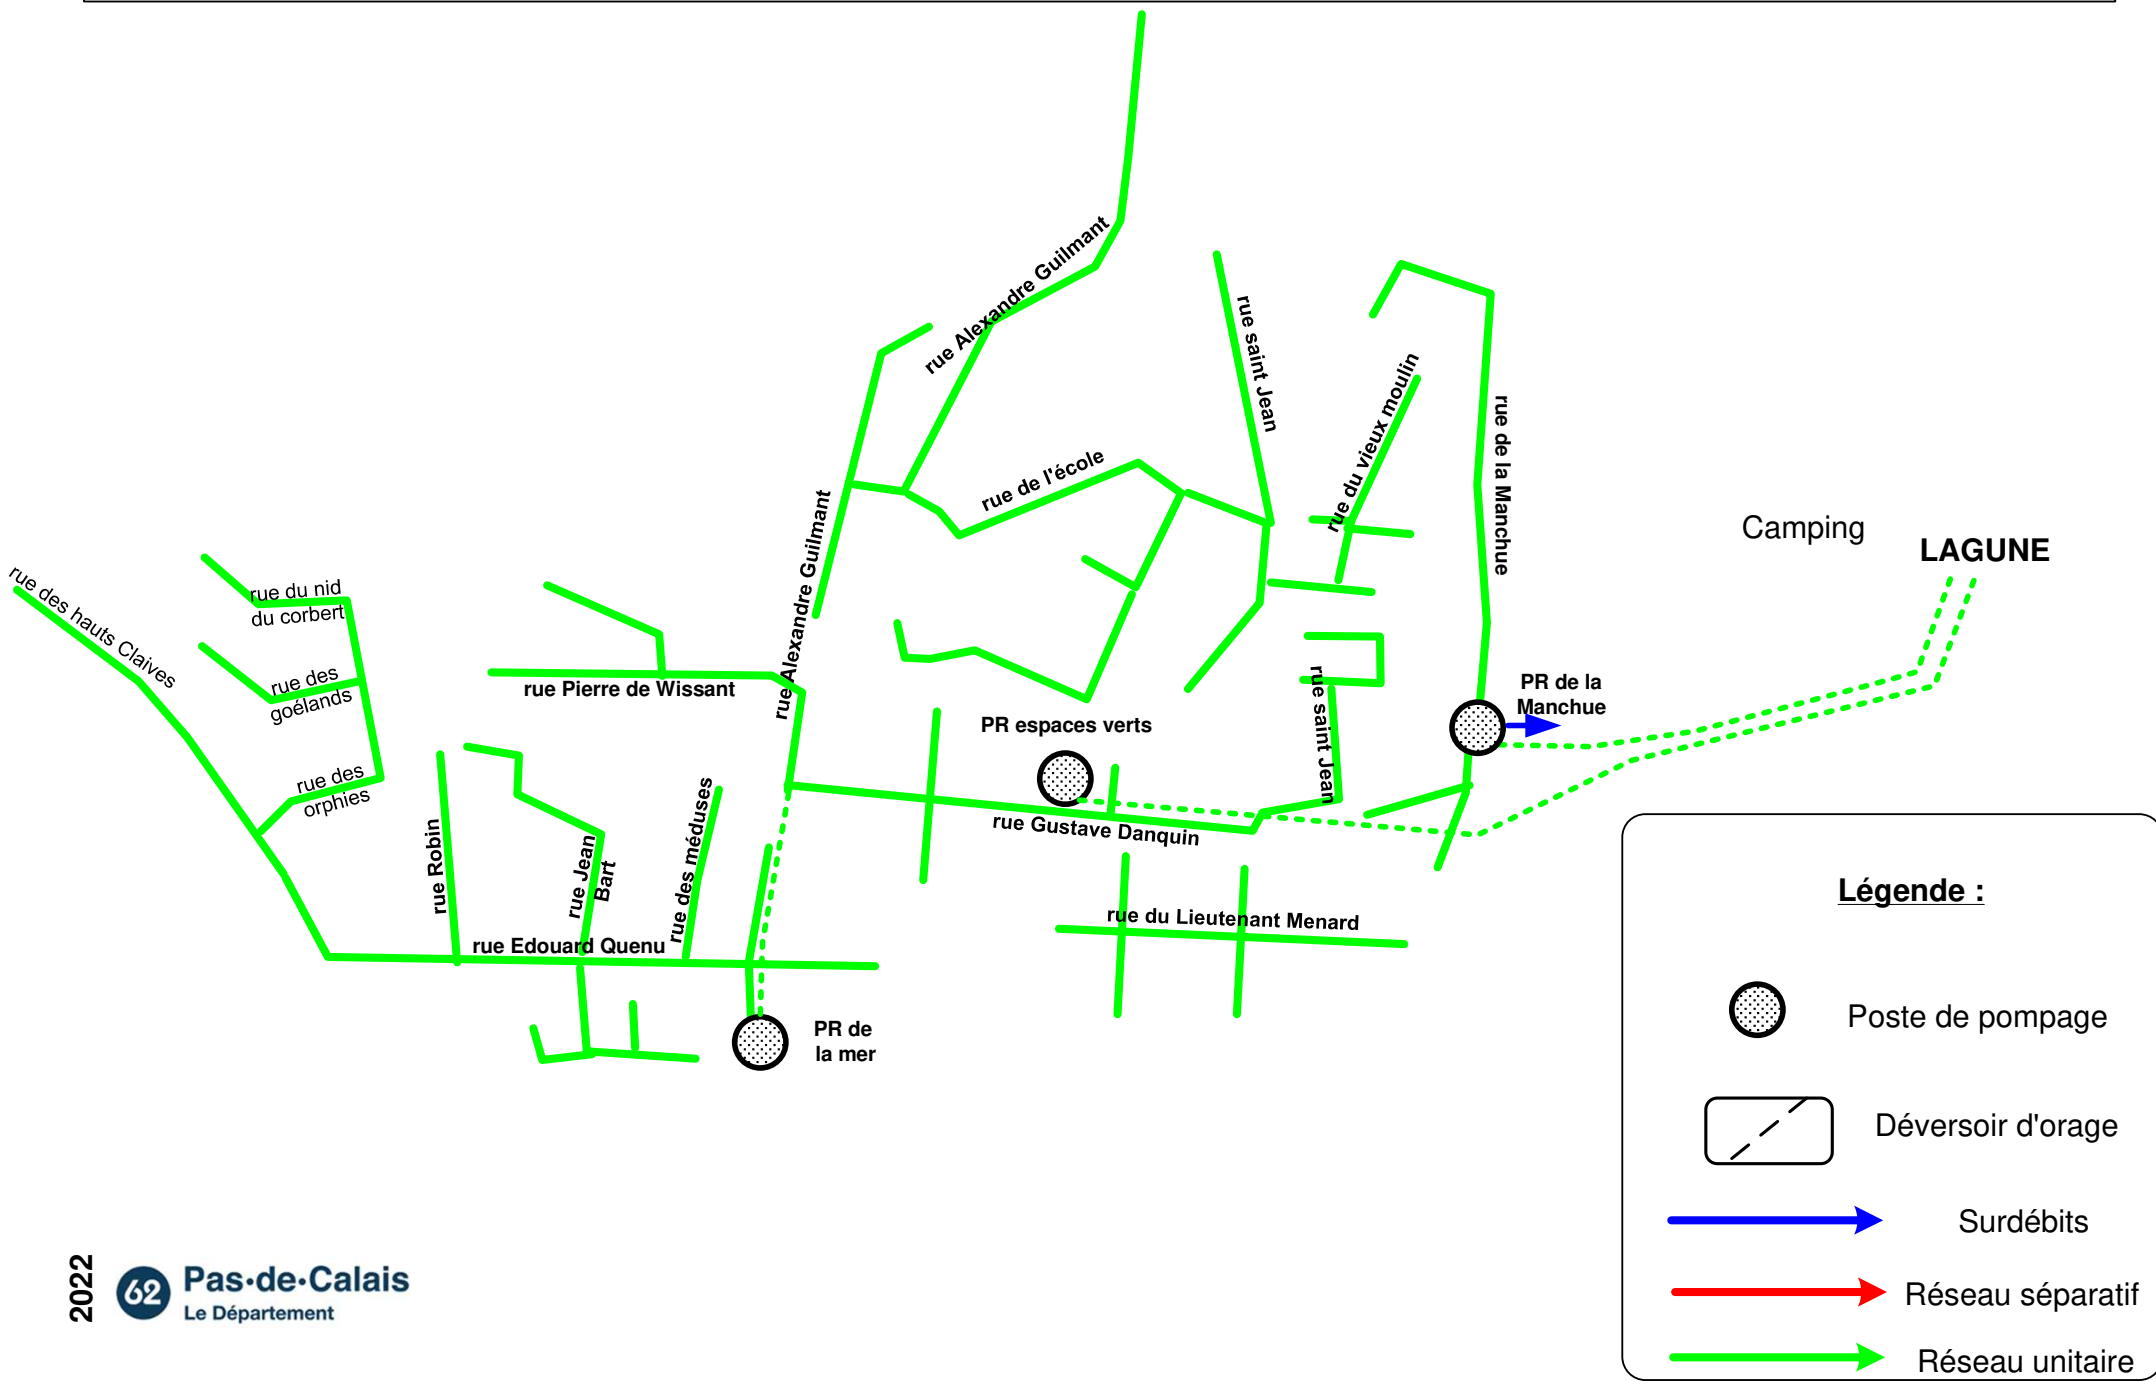 rue Alexandre Guilmant
rue saint Jean
rue du vieux moulin
rue de la Manchue
rue de l'école
rue Alexandre Guilmant
Camping
LAGUNE
rue des hauts Claives
rue du nid
du corbert
rue des
goélands
rue des
orphies
rue Pierre de Wissant
rue saint Jean
PR de la
Manchue
PR espaces verts
rue Gustave Danquin
rue Robin
rue Jean
Bart
rue des méduses
rue Edouard Quenu
rue du Lieutenant Menard
PR de
la mer
Légende :
Poste de pompage
Déversoir d'orage
Surdébits
Réseau séparatif
Réseau unitaire
2022
62
Pas-de-Calais
Le Département